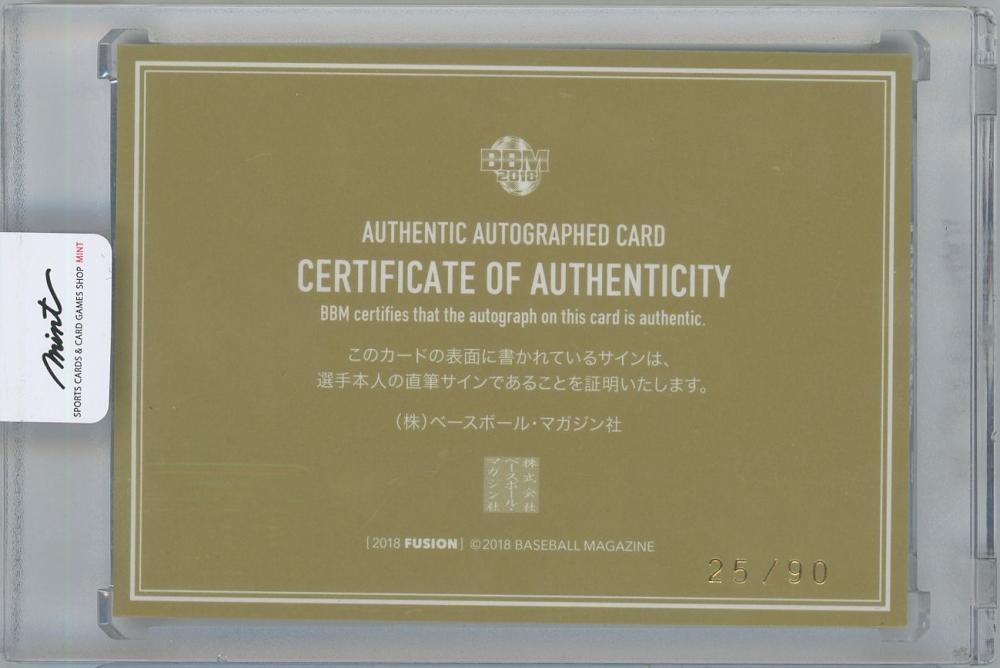 BBM
2018
AUTHENTIC AUTOGRAPHED CARD
CERTIFICATE OF AUTHENTICITY
BBM certifies that the autograph on this card is authentic.
このカードの表面に書かれているサインは、
選手本人の直筆サインであることを証明いたします。
(株)ベースボール・マガジン社
株式会社
ベースボール・
マガジン社
[2018 FUSION] ©2018 BASEBALL MAGAZINE
25/90
mint
SPORTS CARDS & CARD GAMES SHOP MINT